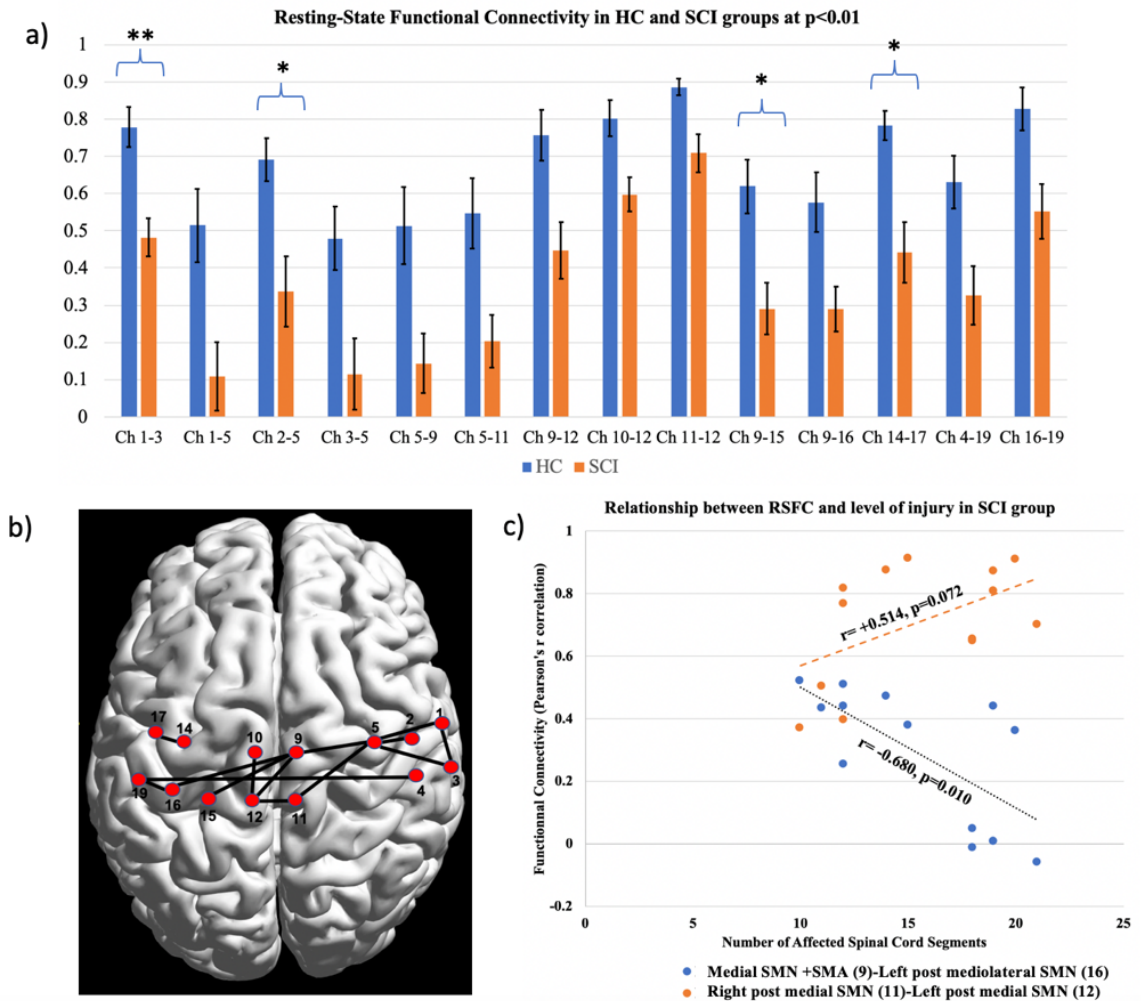 Resting-State Functional Connectivity in HC and SCI groups at p<0.01
a)
1
0.9
0.8
0.7
0.6
0.5
0.4
0.3
0.2
0.1
0
**
*
*
*
Ch 1-3 Ch 1-5 Ch 2-5 Ch 3-5 Ch 5-9 Ch 5-11 Ch 9-12 Ch 10-12 Ch 11-12 Ch 9-15 Ch 9-16 Ch 14-17 Ch 4-19 Ch 16-19
HC SCI
b)
17
14
10
9
5
2
1
19
16
15
12
11
4
3
c)
Relationship between RSFC and level of injury in SCI group
Functionnal Connectivity (Pearson's r correlation)
1
0.8
0.6
0.4
0.2
0
-0.2
r= +0.514, p=0.072
r= -0.680, p=0.010
0 5 10 15 20 25
Number of Affected Spinal Cord Segments
Medial SMN +SMA (9)-Left post mediolateral SMN (16)
Right post medial SMN (11)-Left post medial SMN (12)